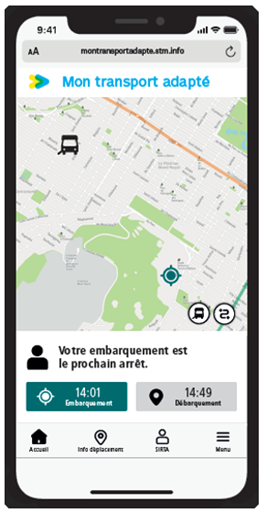 9:41
AA
montransportadapte.stm.info
Mon transport adapté
Votre embarquement est
le prochain arrêt.
14:01
Embarquement
14:49
Débarquement
Accueil
Info déplacement
SIRTA
Menu